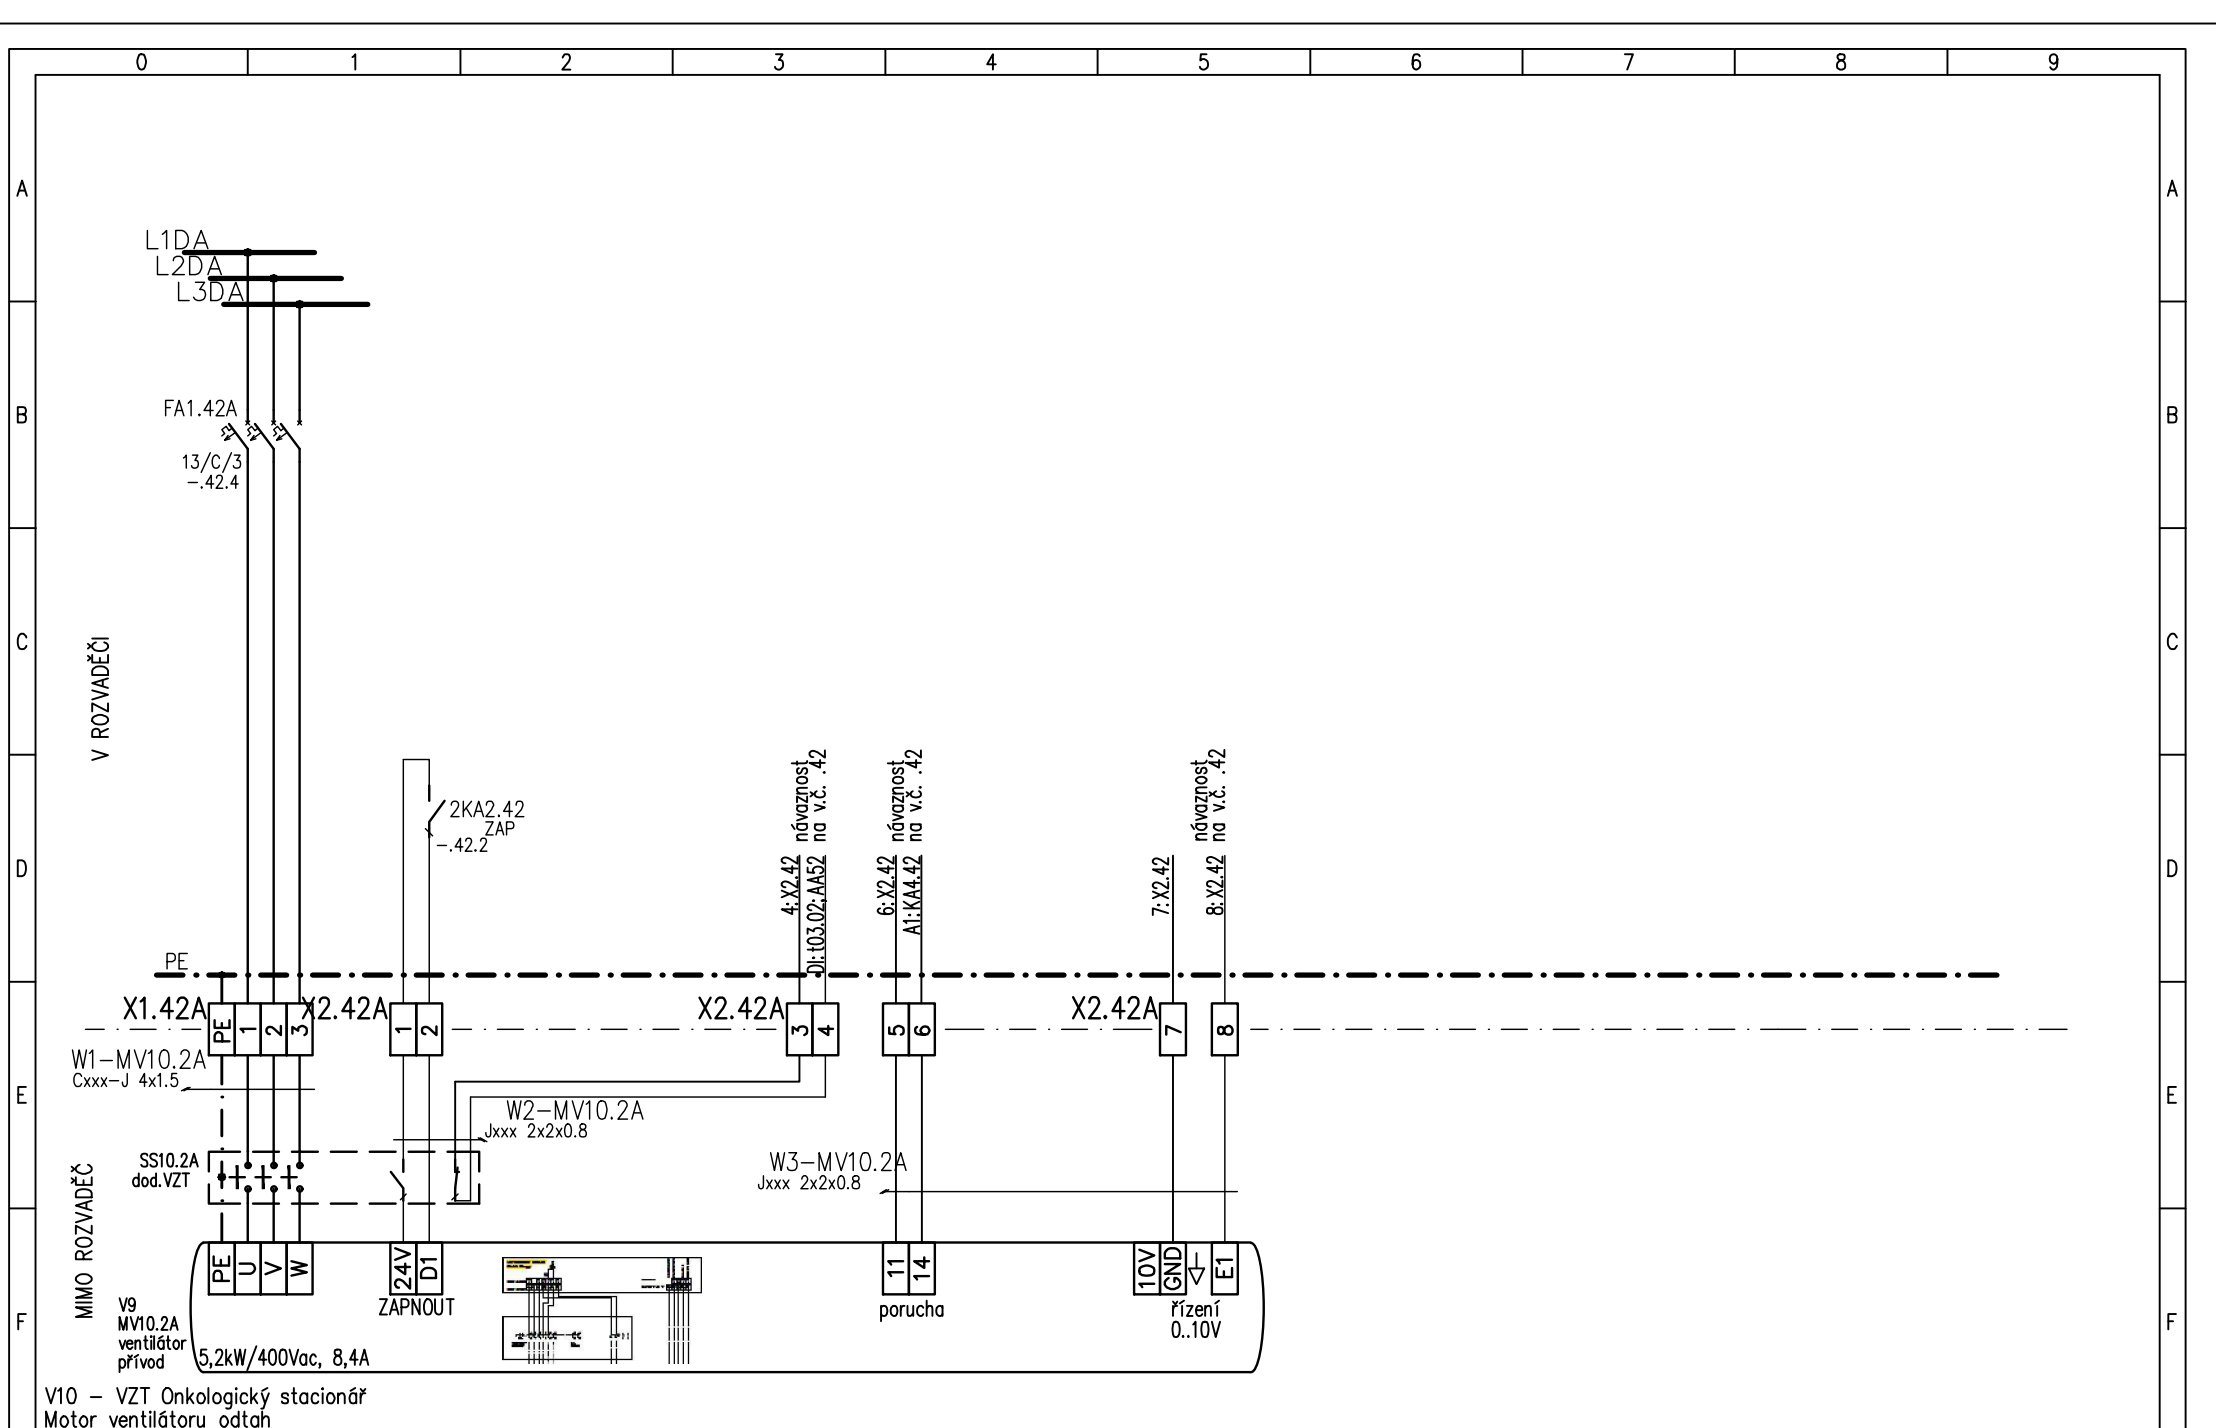 0 1 2 3 4 5 6 7 8 9
A A
L1DA
L2DA
L3DA
B B
FA1.42A
13/C/3
-.42.4
C C
V ROZVADĚČI
D D
2KA2.42
ZAP
-.42.2
návaznost
na v.č. .42
4:X2.42
DI:t03.02;AA52
návaznost
na v.č. .42
6:X2.42
A1:KA4.42
návaznost
na v.č. .42
7:X2.42
8:X2.42
PE
X1.42A PE 1 2 3 X2.42A 1 2 X2.42A 3 4 5 6 X2.42A 7 8
E E
W1-MV10.2A
Cxxx-J 4x1.5
W2-MV10.2A
Jxxx 2x2x0.8
W3-MV10.2A
Jxxx 2x2x0.8
SS10.2A
dod.VZT
MIMO ROZVADĚČ
F F
PE U V W 24V D1 11 14 10V GND E1
ZAPNOUT
porucha
řízení
0..10V
V9
MV10.2A
ventilátor
přívod
5,2kW/400Vac, 8,4A
V10 - VZT Onkologický stacionář
Motor ventilátoru odtah